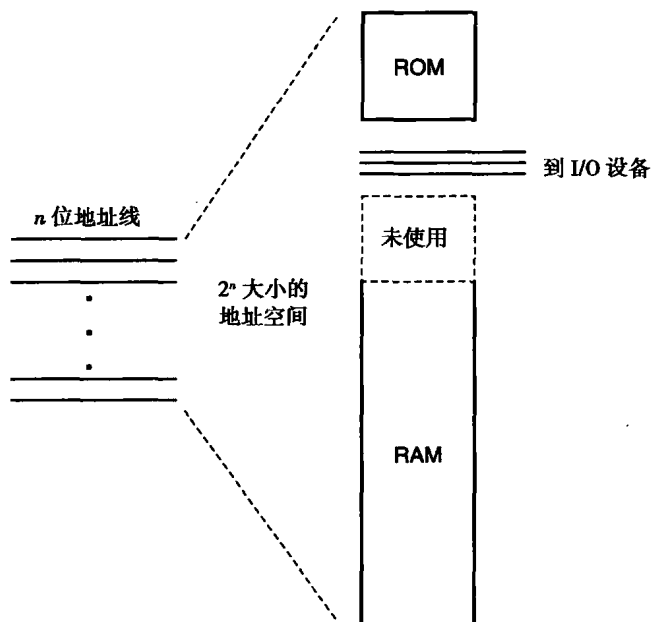 ROM
到 I/O 设备
n 位地址线
未使用
2ⁿ 大小的
地址空间
RAM